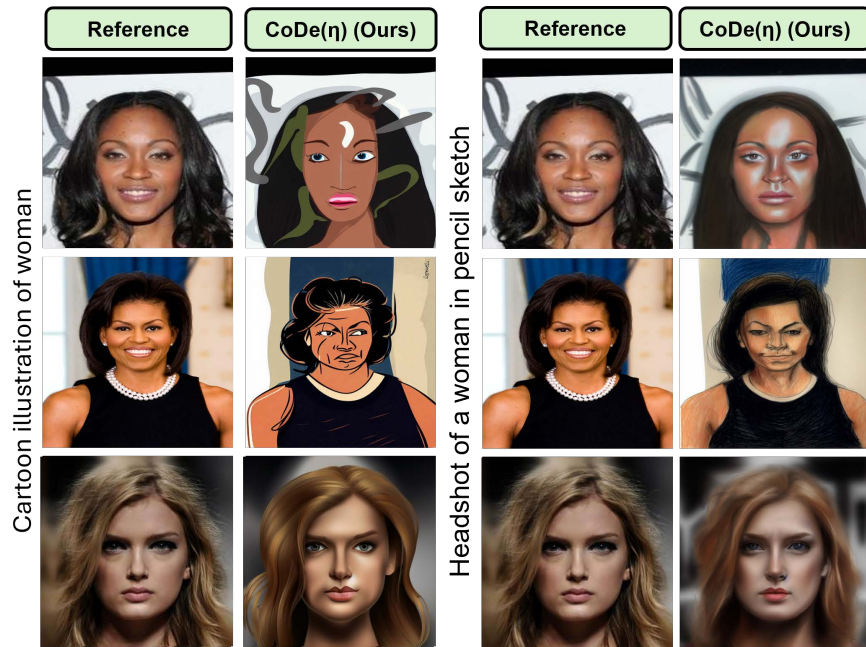 Reference
CoDe(η) (Ours)
Reference
CoDe(η) (Ours)
Cartoon illustration of woman
Headshot of a woman in pencil sketch